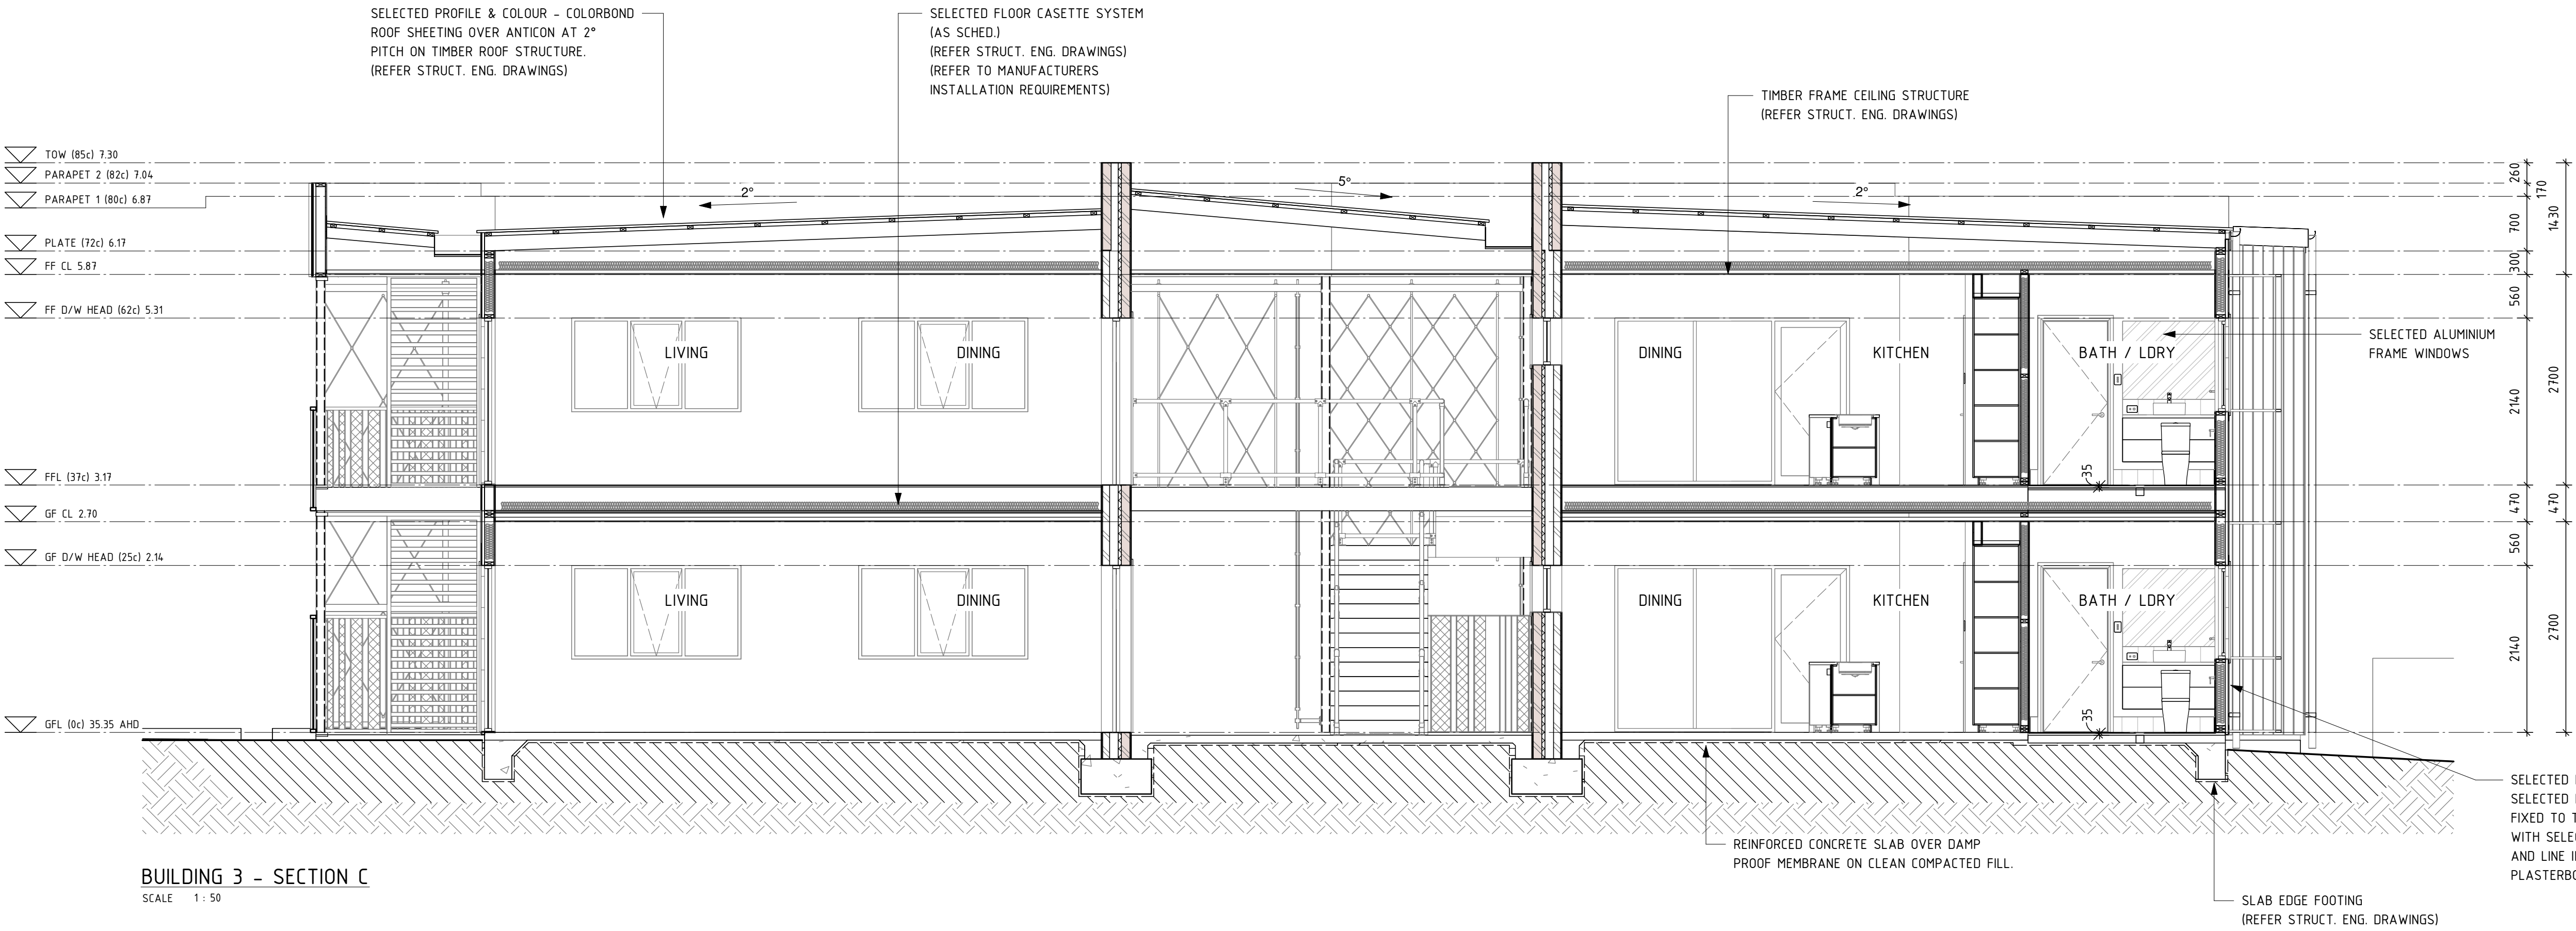 SELECTED PROFILE & COLOUR - COLORBOND
ROOF SHEETING OVER ANTICON AT 2°
PITCH ON TIMBER ROOF STRUCTURE.
(REFER STRUCT. ENG. DRAWINGS)
SELECTED FLOOR CASETTE SYSTEM
(AS SCHED.)
(REFER STRUCT. ENG. DRAWINGS)
(REFER TO MANUFACTURERS
INSTALLATION REQUIREMENTS)
TIMBER FRAME CEILING STRUCTURE
(REFER STRUCT. ENG. DRAWINGS)
TOW (85c) 7.30
PARAPET 2 (82c) 7.04
PARAPET 1 (80c) 6.87
PLATE (72c) 6.17
FF CL 5.87
FF D/W HEAD (62c) 5.31
FFL (37c) 3.17
GF CL 2.70
GF D/W HEAD (25c) 2.14
GFL (0c) 35.35 AHD
2°
5°
2°
LIVING
DINING
DINING
KITCHEN
BATH / LDRY
35
LIVING
DINING
DINING
KITCHEN
BATH / LDRY
35
SELECTED ALUMINIUM
FRAME WINDOWS
260
170
700
300
560
2140
470
560
2140
1430
2700
470
2700
SELECTED
SELECTED
FIXED TO
WITH
AND LINE
REINFORCED CONCRETE SLAB OVER DAMP
PROOF MEMBRANE ON CLEAN COMPACTED FILL.
SLAB EDGE FOOTING
(REFER STRUCT. ENG. DRAWINGS)
BUILDING 3 - SECTION C
SCALE 1 : 50